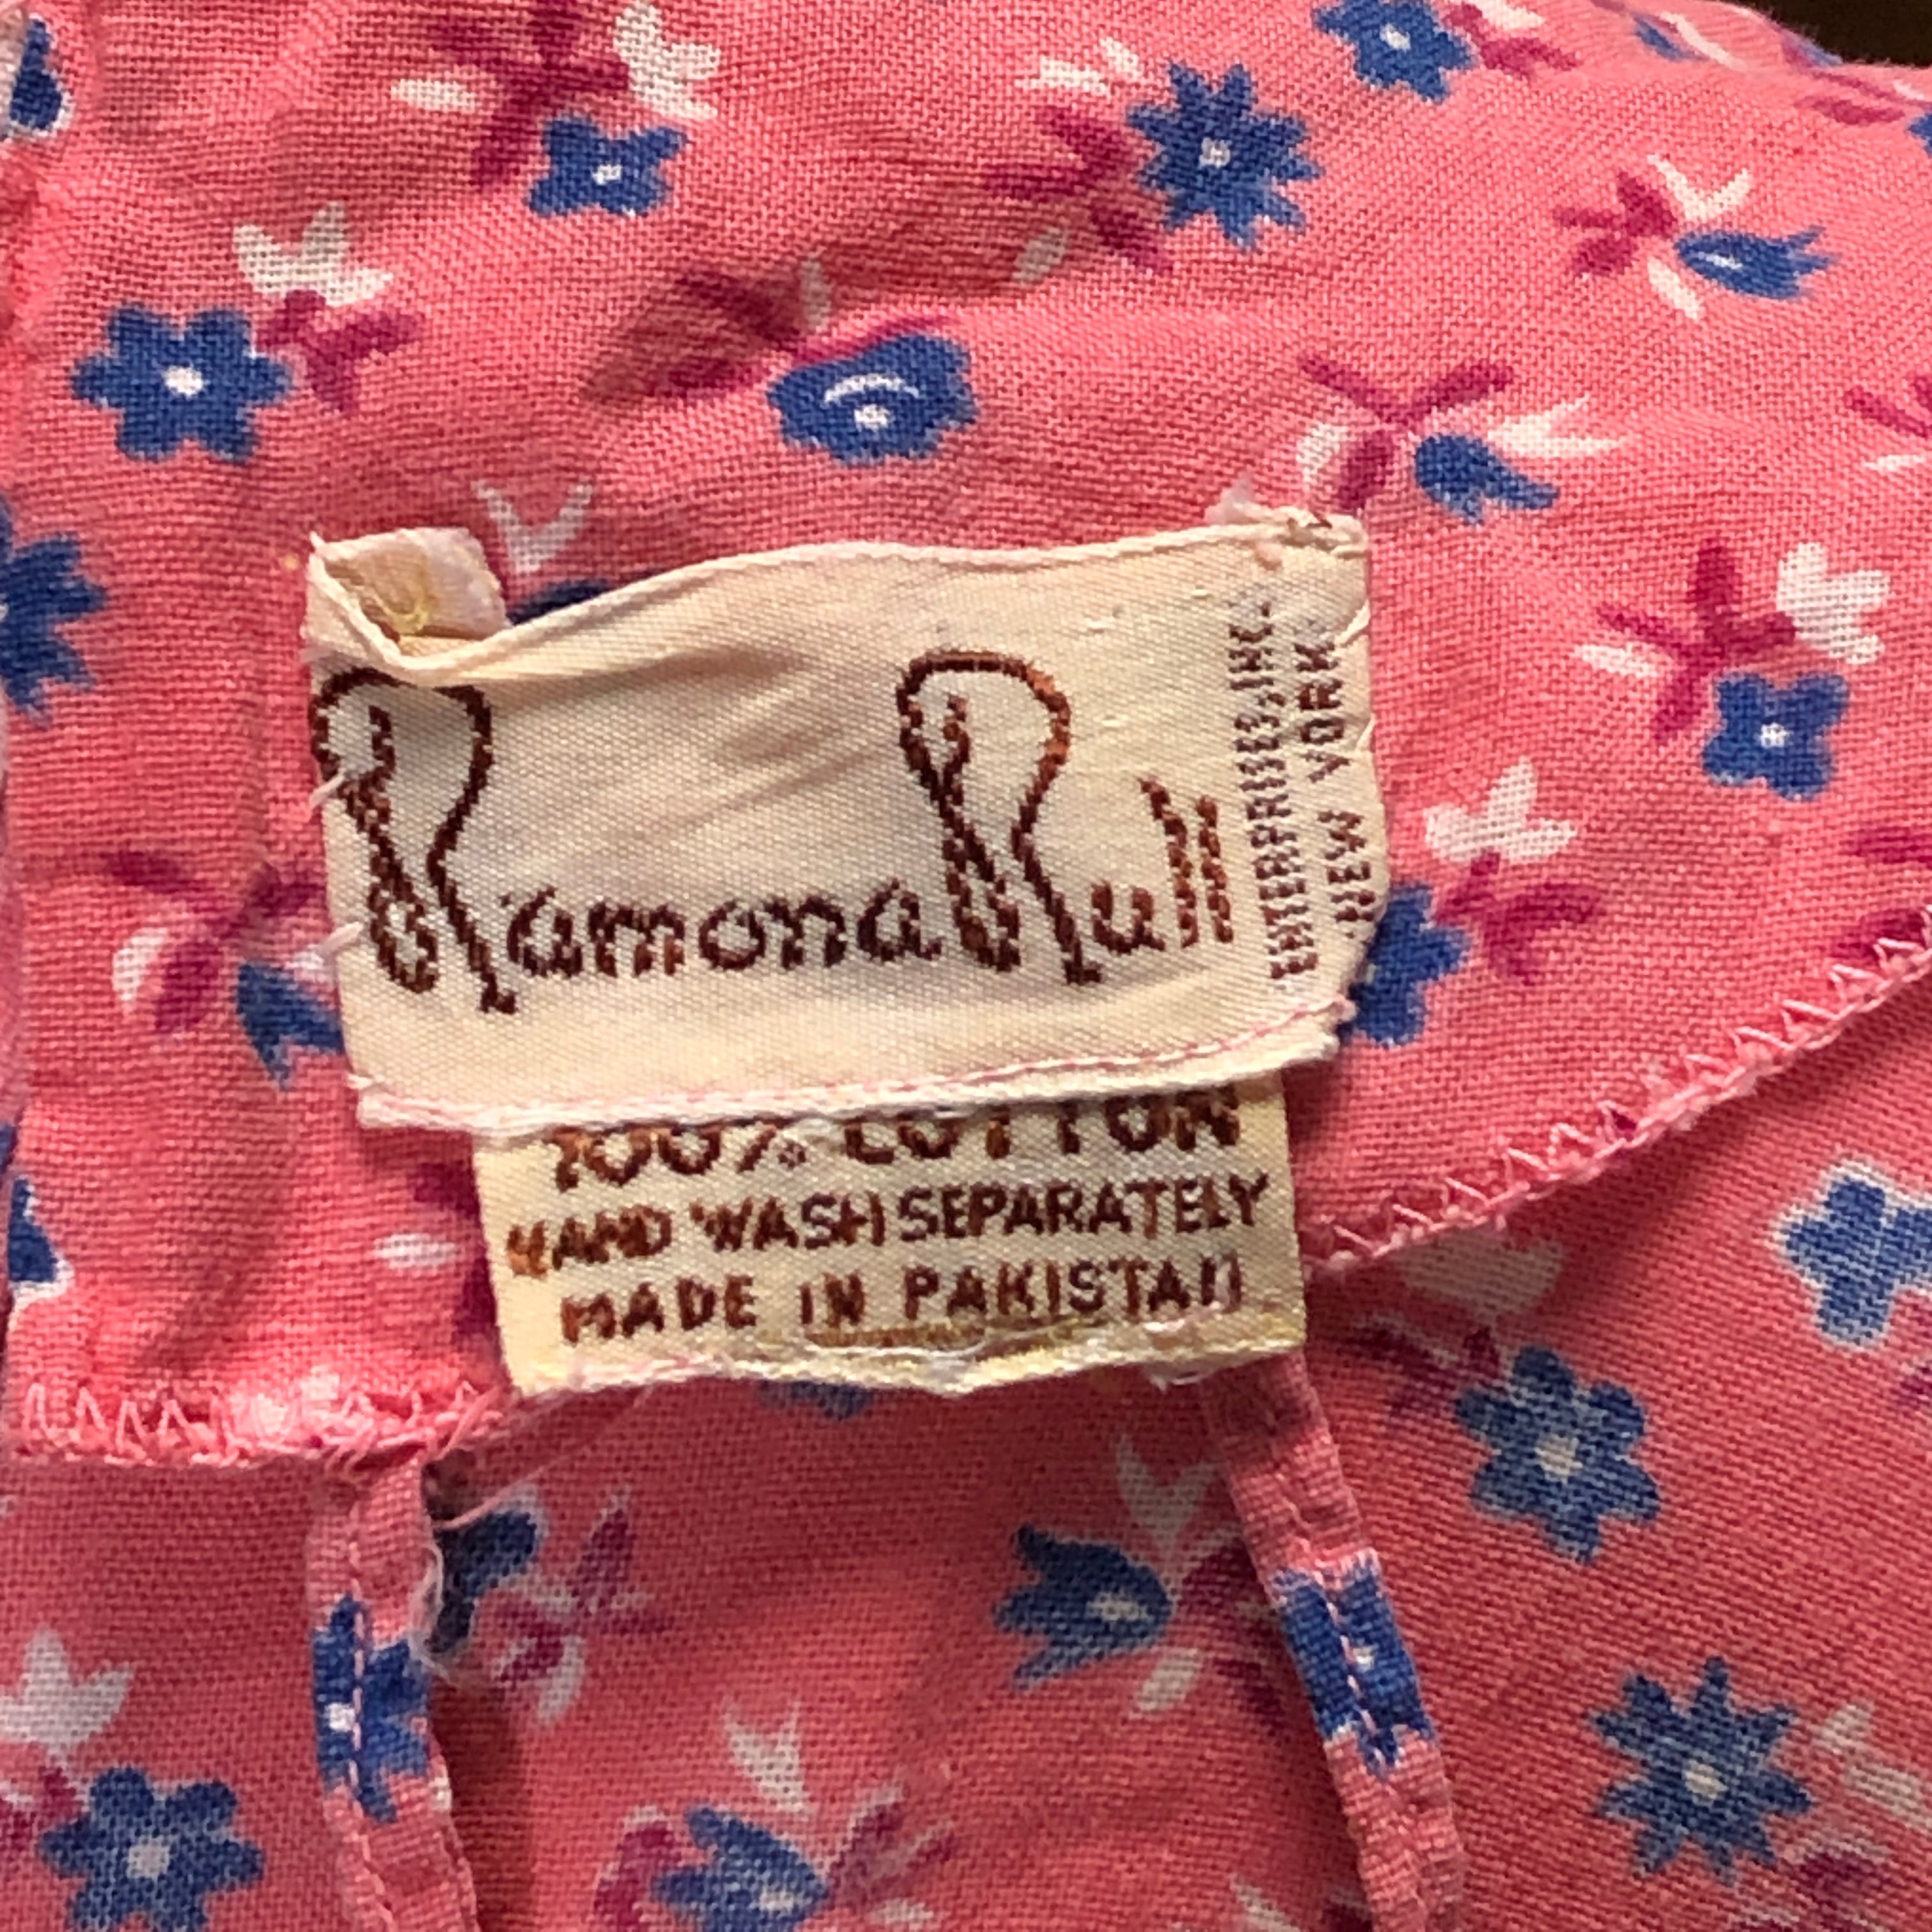 Ramona Rull
ENTERPRISES, INC.
NEW YORK
100% COTTON
HAND WASH SEPARATELY
MADE IN PAKISTAN